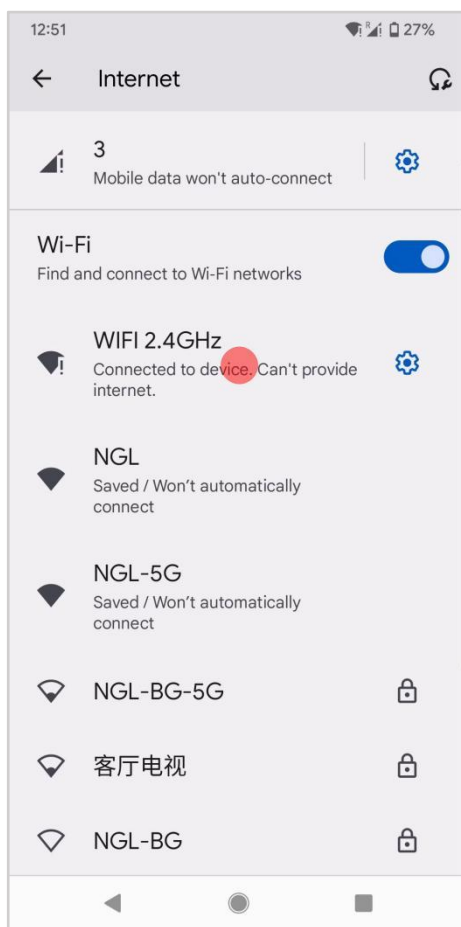 12:51
R
27%
Internet
3
Mobile data won't auto-connect
Wi-Fi
Find and connect to Wi-Fi networks
WIFI 2.4GHz
Connected to device. Can't provide
internet.
NGL
Saved / Won't automatically
connect
NGL-5G
Saved / Won't automatically
connect
NGL-BG-5G
客厅电视
NGL-BG